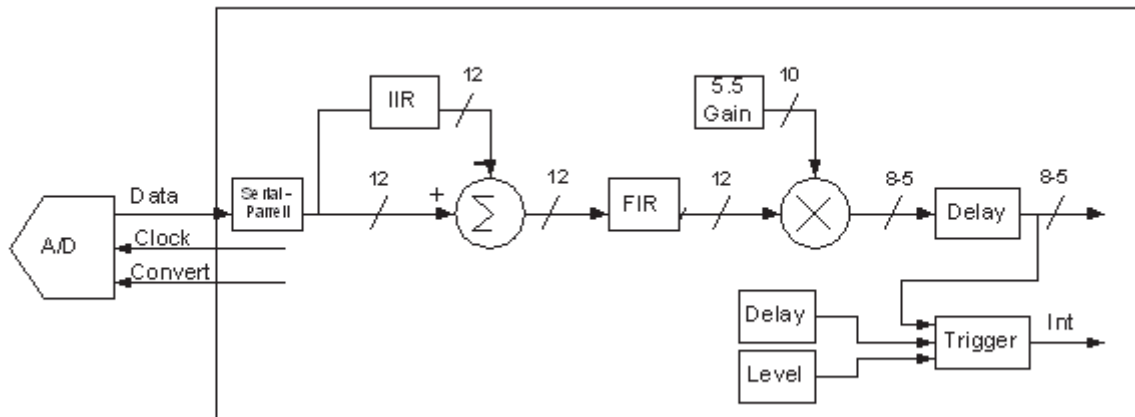 12
IIR
10
5.5
Gain
–
Data
Serial-
Parrell
12
+
Σ
12
FIR
12
8-5
Delay
8-5
A/D
Clock
Convert
Delay
Trigger
Int
Level